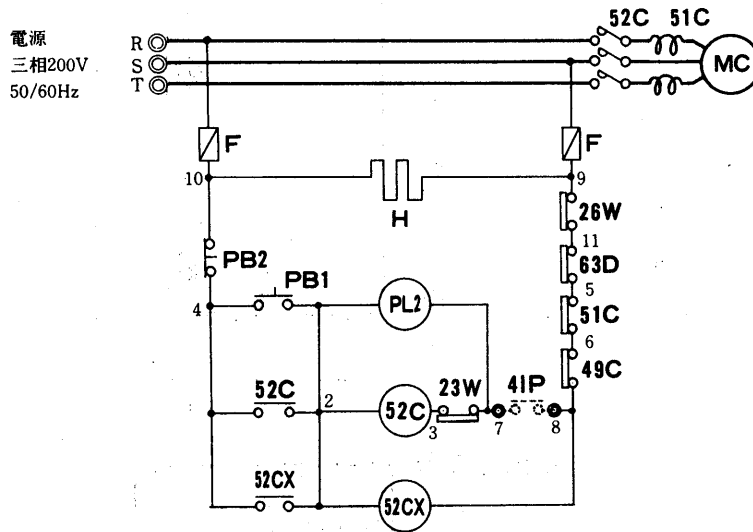 電源
三相200V
50/60Hz
R
S
T
52C 51C
MC
F
F
10
9
H
26W
11
63D
5
51C
6
49C
PB2
PB1
4
PL2
52C
2
52C
3
23W
7
41P
8
52CX
52CX